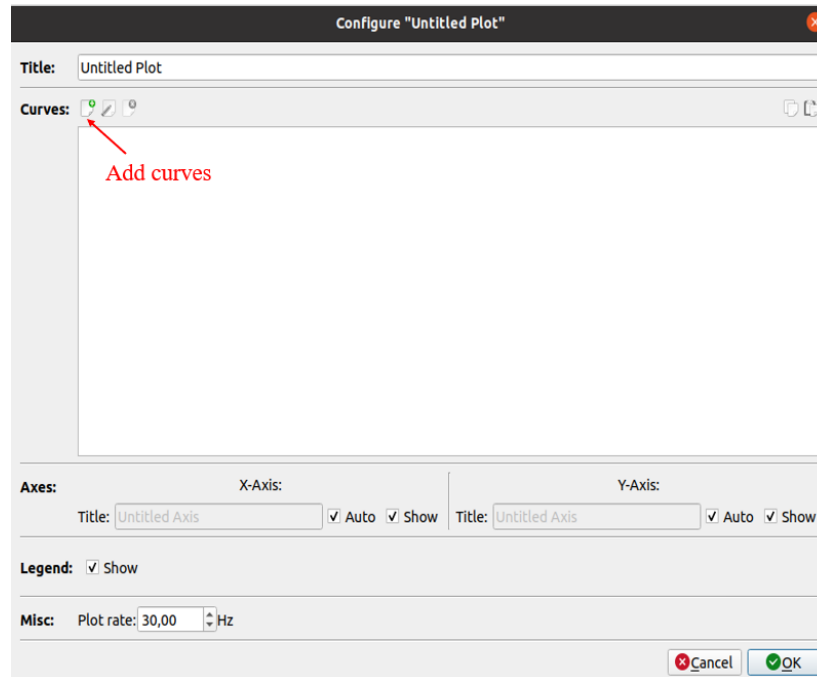 Configure "Untitled Plot"
Title: Untitled Plot
Curves:
Add curves
Axes: X-Axis: Y-Axis:
Title: Untitled Axis Auto Show Title: Untitled Axis Auto Show
Legend: Show
Misc: Plot rate: 30,00 Hz
Cancel OK